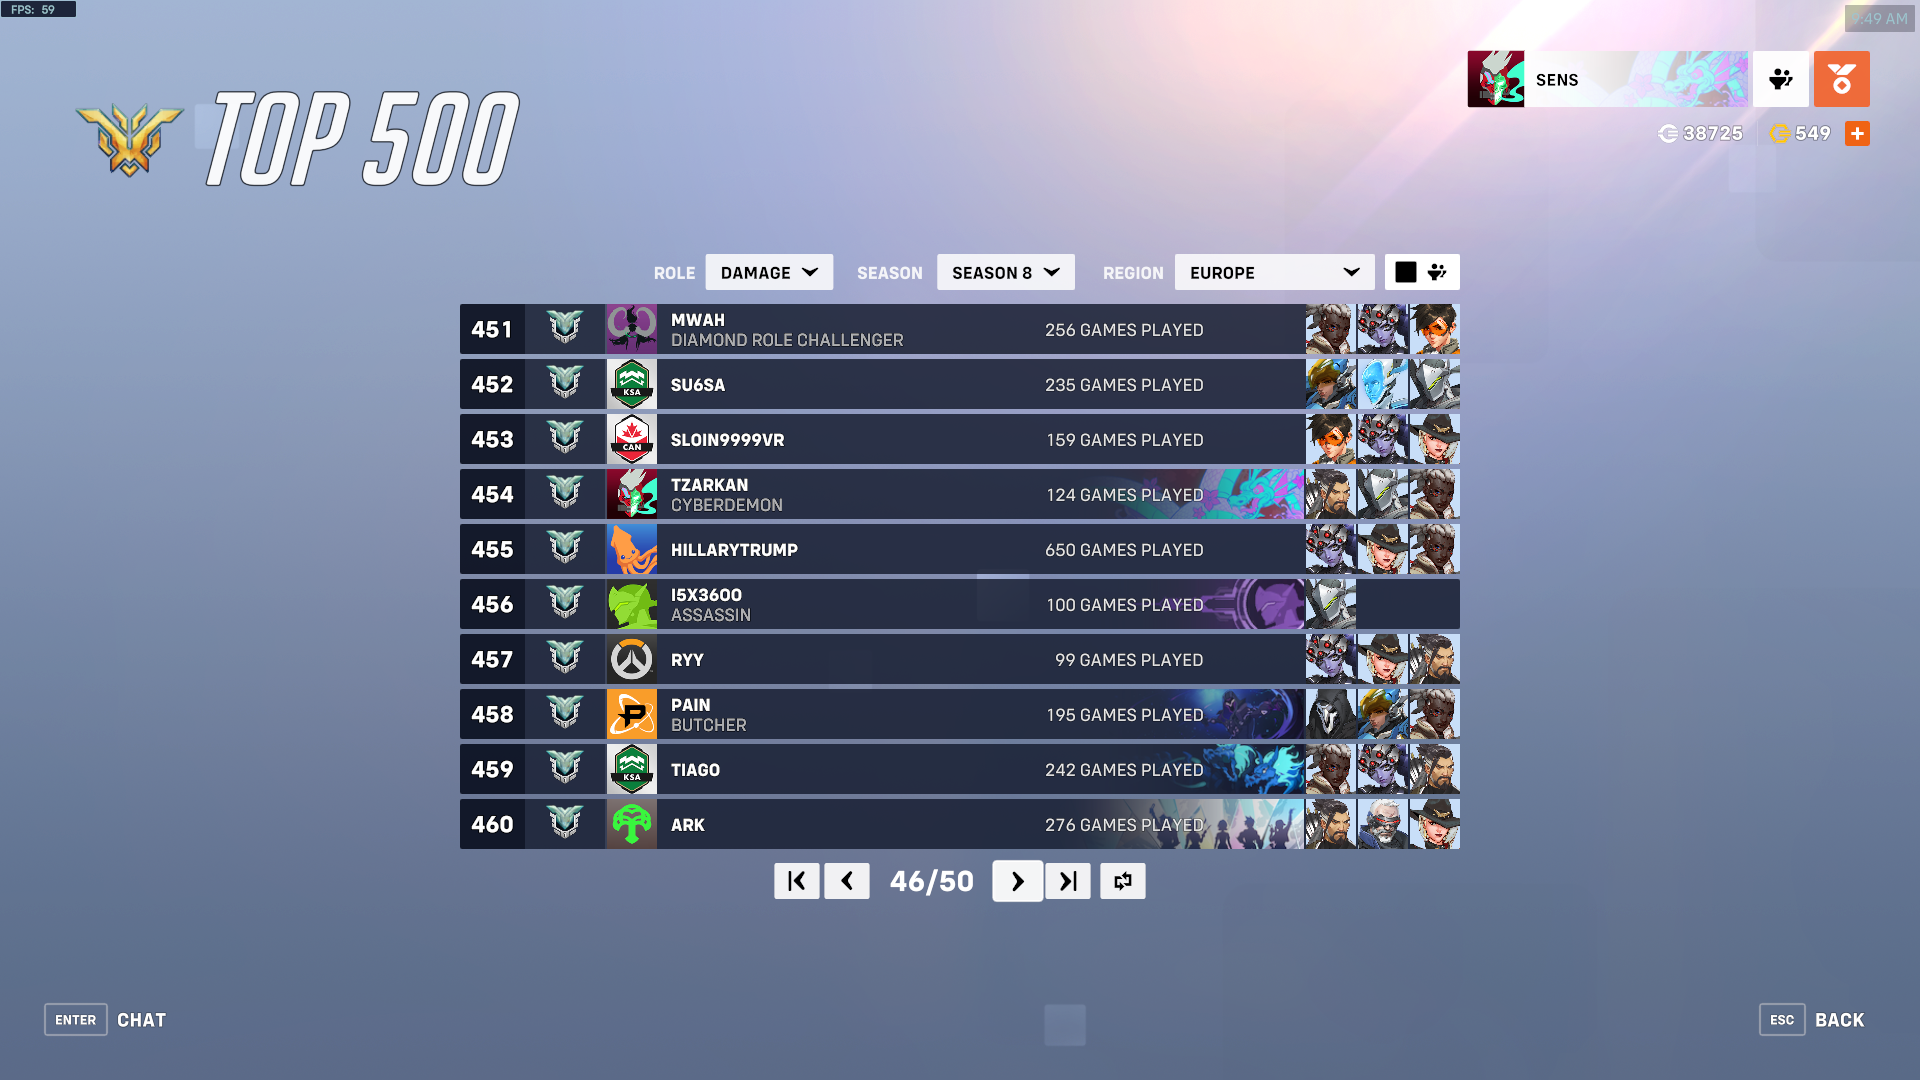 FPS: 59
:49 AM
TOP 500
SENS
38725 549
ROLE DAMAGE SEASON SEASON 8 REGION EUROPE
451 MWAH 256 GAMES PLAYED
DIAMOND ROLE CHALLENGER
452 KSA SU6SA 235 GAMES PLAYED
453 CAN SLOIN9999VR 159 GAMES PLAYED
454 TZARKAN 124 GAMES PLAYED
CYBERDEMON
455 HILLARYTRUMP 650 GAMES PLAYED
456 I5X3600 100 GAMES PLAYED
ASSASSIN
457 RYY 99 GAMES PLAYED
458 P PAIN 195 GAMES PLAYED
BUTCHER
459 KSA TIAGO 242 GAMES PLAYED
460 ARK 276 GAMES PLAYED
46/50
ENTER CHAT
ESC BACK